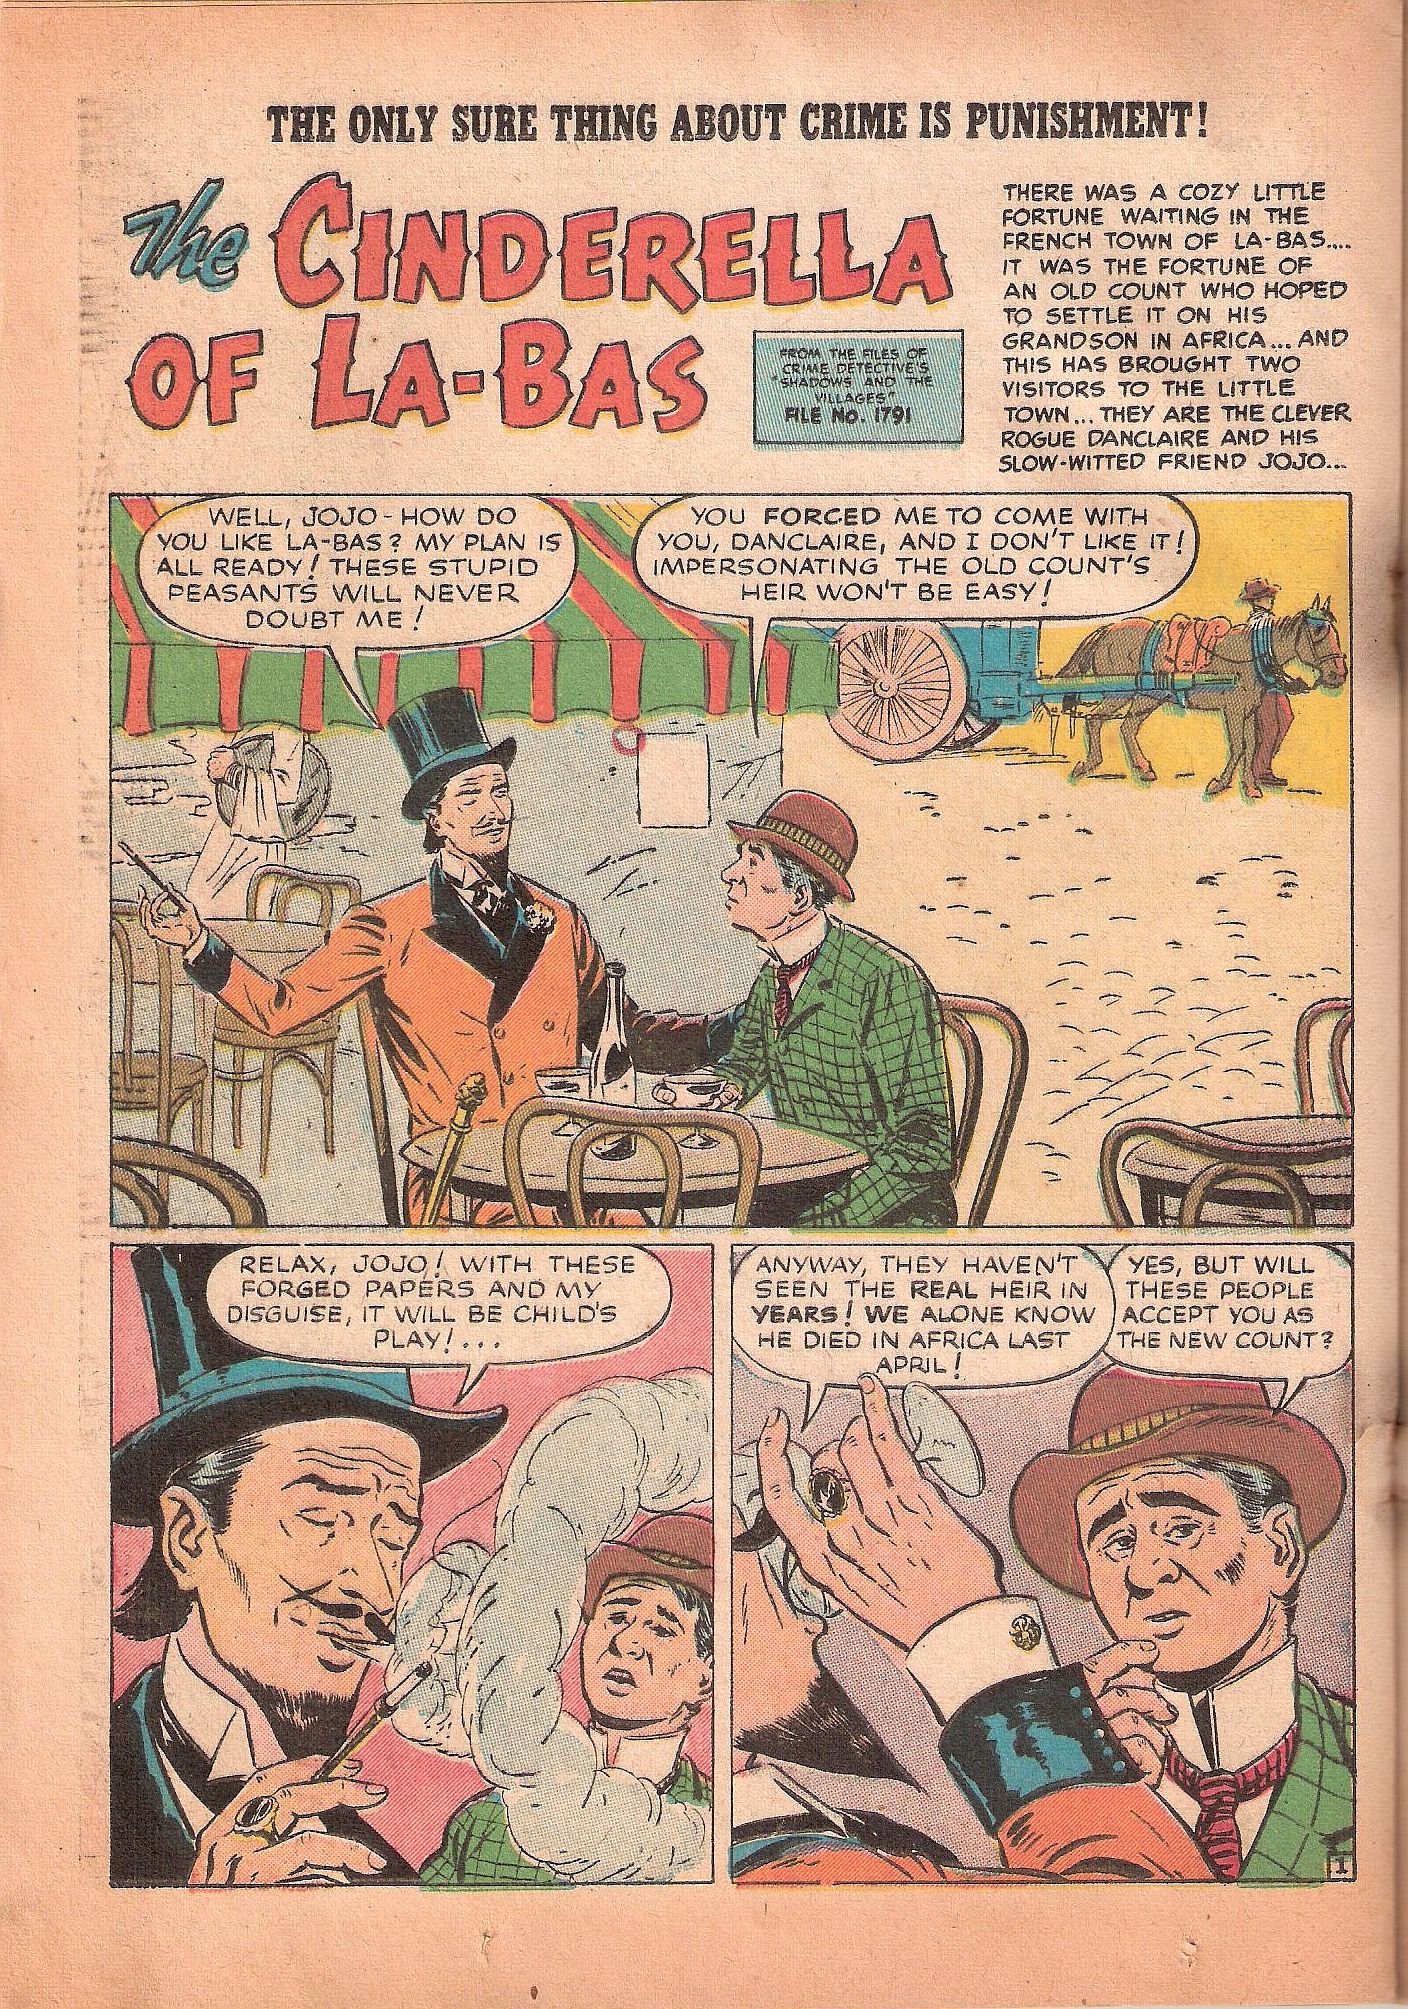 THE ONLY SURE THING ABOUT CRIME IS PUNISHMENT!
The CINDERELLA
OF LA-BAS
FROM THE FILES OF
CRIME DETECTIVE'S
"SHADOWS AND THE
VILLAGES"
FILE NO. 1791
THERE WAS A COZY LITTLE
FORTUNE WAITING IN THE
FRENCH TOWN OF LA-BAS....
IT WAS THE FORTUNE OF
AN OLD COUNT WHO HOPED
TO SETTLE IT ON HIS
GRANDSON IN AFRICA... AND
THIS HAS BROUGHT TWO
VISITORS TO THE LITTLE
TOWN... THEY ARE THE CLEVER
ROGUE DANCLAIRE AND HIS
SLOW-WITTED FRIEND JOJO...
WELL, JOJO - HOW DO
YOU LIKE LA-BAS? MY PLAN IS
ALL READY! THESE STUPID
PEASANTS WILL NEVER
DOUBT ME!
YOU FORCED ME TO COME WITH
YOU, DANCLAIRE, AND I DON'T LIKE IT!
IMPERSONATING THE OLD COUNT'S
HEIR WON'T BE EASY!
RELAX, JOJO! WITH THESE
FORGED PAPERS AND MY
DISGUISE, IT WILL BE CHILD'S
PLAY!...
ANYWAY, THEY HAVEN'T
SEEN THE REAL HEIR IN
YEARS! WE ALONE KNOW
HE DIED IN AFRICA LAST
APRIL!
YES, BUT WILL
THESE PEOPLE
ACCEPT YOU AS
THE NEW COUNT?
1